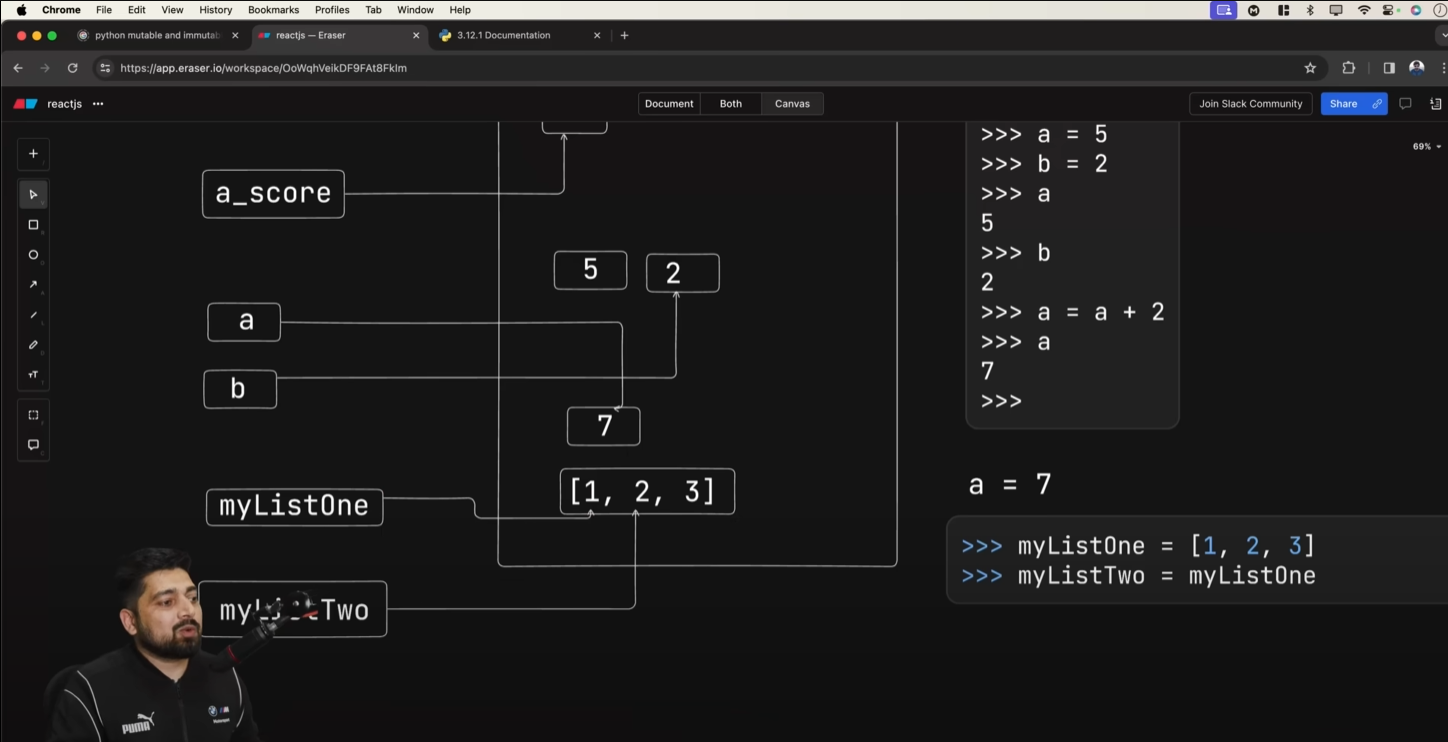 Chrome File Edit View History Bookmarks Profiles Tab Window Help
python mutable and immutab
reactjs — Eraser
3.12.1 Documentation
https://app.eraser.io/workspace/OoWqhVeikDF9FAt8FkIm
reactjs
Document Both Canvas
Join Slack Community
Share
69%
a_score
5
2
a
b
7
myListOne
[1, 2, 3]
myListTwo
>>> a = 5
>>> b = 2
>>> a
5
>>> b
2
>>> a = a + 2
>>> a
7
>>>
a = 7
>>> myListOne = [1, 2, 3]
>>> myListTwo = myListOne
PUMA